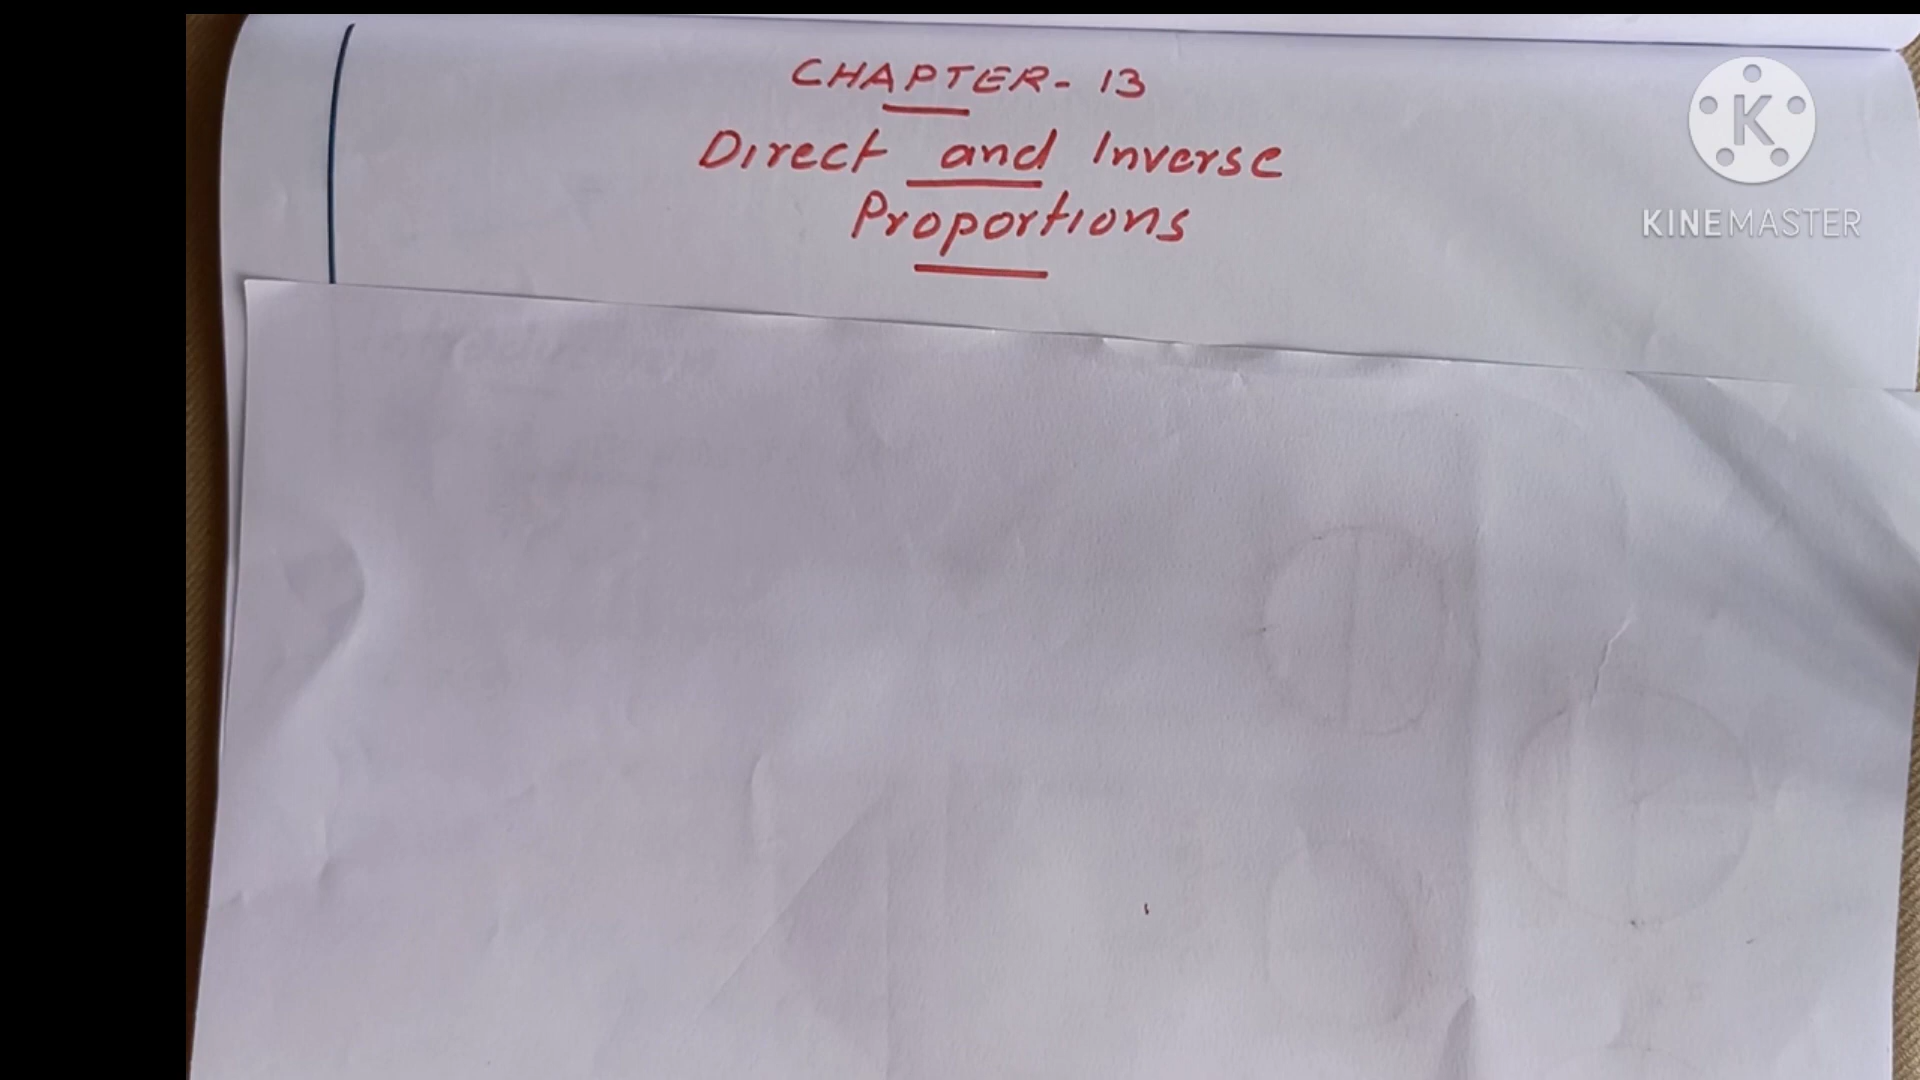 CHAPTER - 13
Direct and Inverse
Proportions
K
KINEMASTER